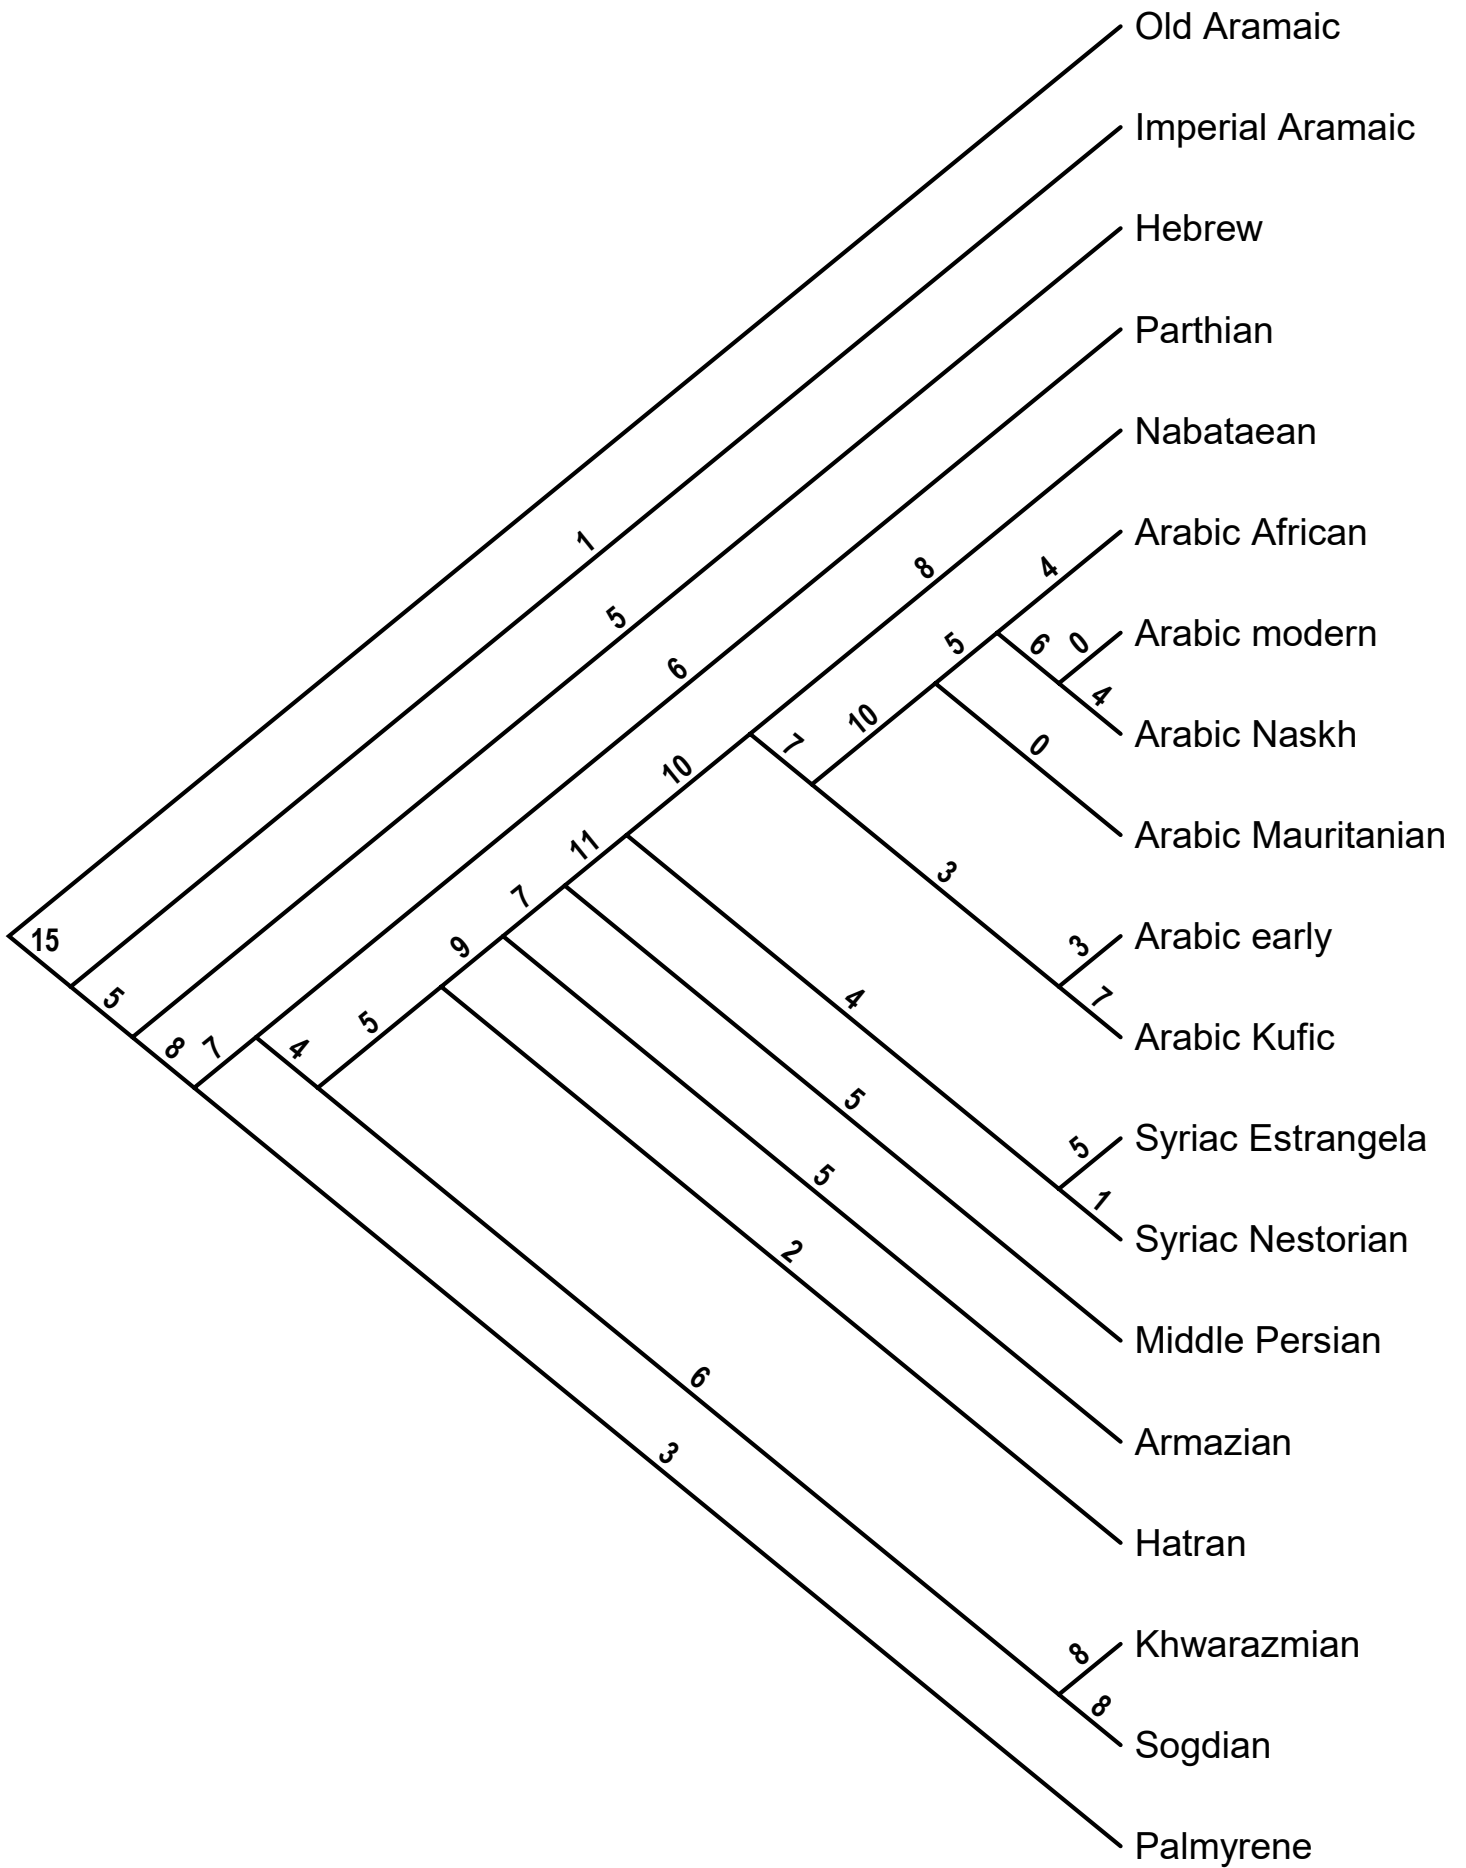 Old Aramaic
Imperial Aramaic
Hebrew
Parthian
Nabataean
Arabic African
Arabic modern
Arabic Naskh
Arabic Mauritanian
Arabic early
Arabic Kufic
Syriac Estrangela
Syriac Nestorian
Middle Persian
Armazian
Hatran
Khwarazmian
Sogdian
Palmyrene
1
5
6
8
4
5
6
0
4
10
0
7
10
3
3
7
11
7
9
15
5
8
7
4
5
4
5
1
5
5
2
6
8
8
3